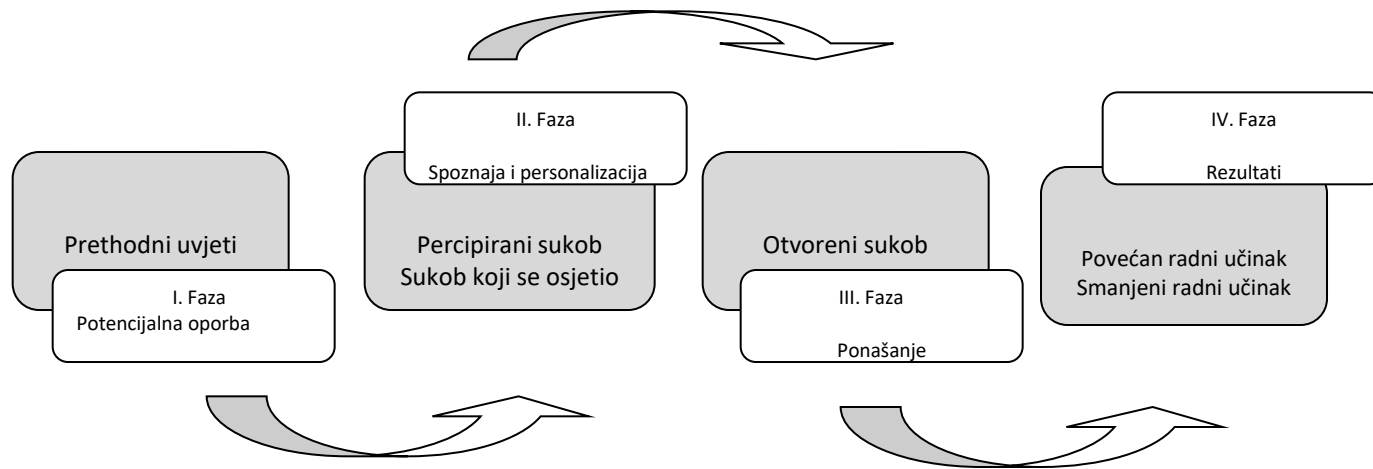 Prethodni uvjeti
I. Faza
Potencijalna oporba
II. Faza
Spoznaja i personalizacija
Percipirani sukob
Sukob koji se osjetio
Otvoreni sukob
III. Faza
Ponašanje
IV. Faza
Rezultati
Povećan radni učinak
Smanjeni radni učinak